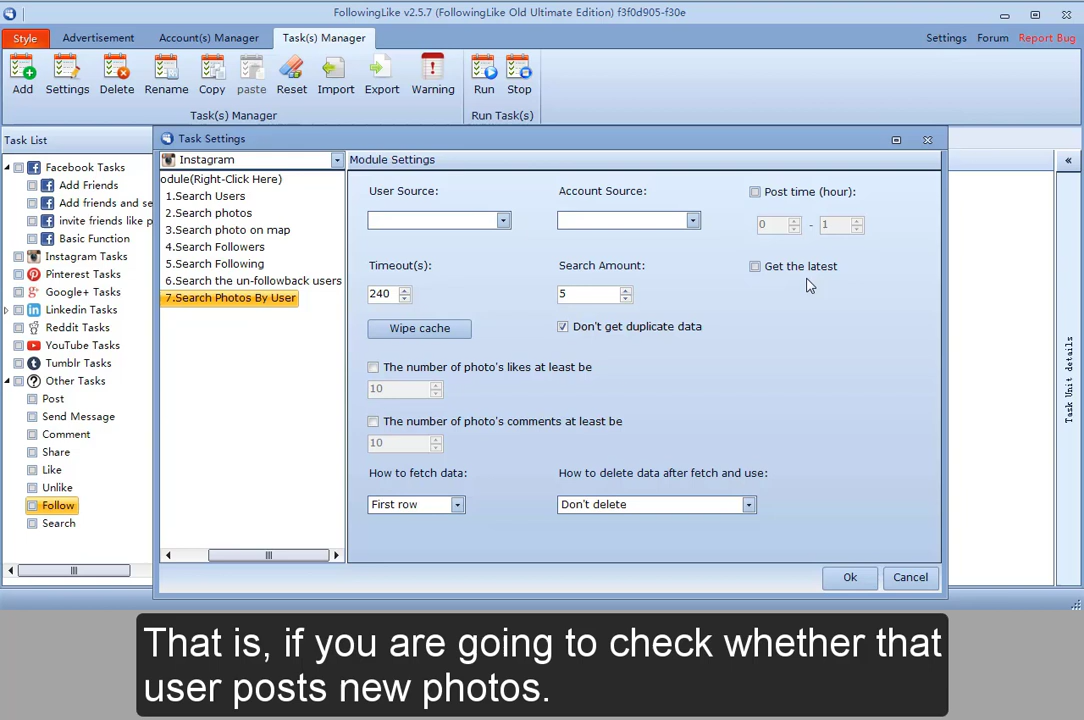 FollowingLike v2.5.7 (FollowingLike Old Ultimate Edition) f3f0d905-f30e
Style
Advertisement
Account(s) Manager
Task(s) Manager
Settings
Forum
Report Bug
Add
Settings
Delete
Rename
Copy
paste
Reset
Import
Export
Warning
Run
Stop
Task(s) Manager
Run Task(s)
Task List
Facebook Tasks
Add Friends
Add friends and se
invite friends like p
Basic Function
Instagram Tasks
Pinterest Tasks
Google+ Tasks
Linkedin Tasks
Reddit Tasks
YouTube Tasks
Tumblr Tasks
Other Tasks
Post
Send Message
Comment
Share
Like
Unlike
Follow
Search
Task Settings
Instagram
odule(Right-Click Here)
1.Search Users
2.Search photos
3.Search photo on map
4.Search Followers
5.Search Following
6.Search the un-followback users
7.Search Photos By User
Module Settings
User Source:
Account Source:
Post time (hour):
0 - 1
Timeout(s):
Search Amount:
Get the latest
240
5
Wipe cache
Don't get duplicate data
The number of photo's likes at least be
10
The number of photo's comments at least be
10
How to fetch data:
How to delete data after fetch and use:
First row
Don't delete
Ok
Cancel
«
Task Unit details
That is, if you are going to check whether that
user posts new photos.